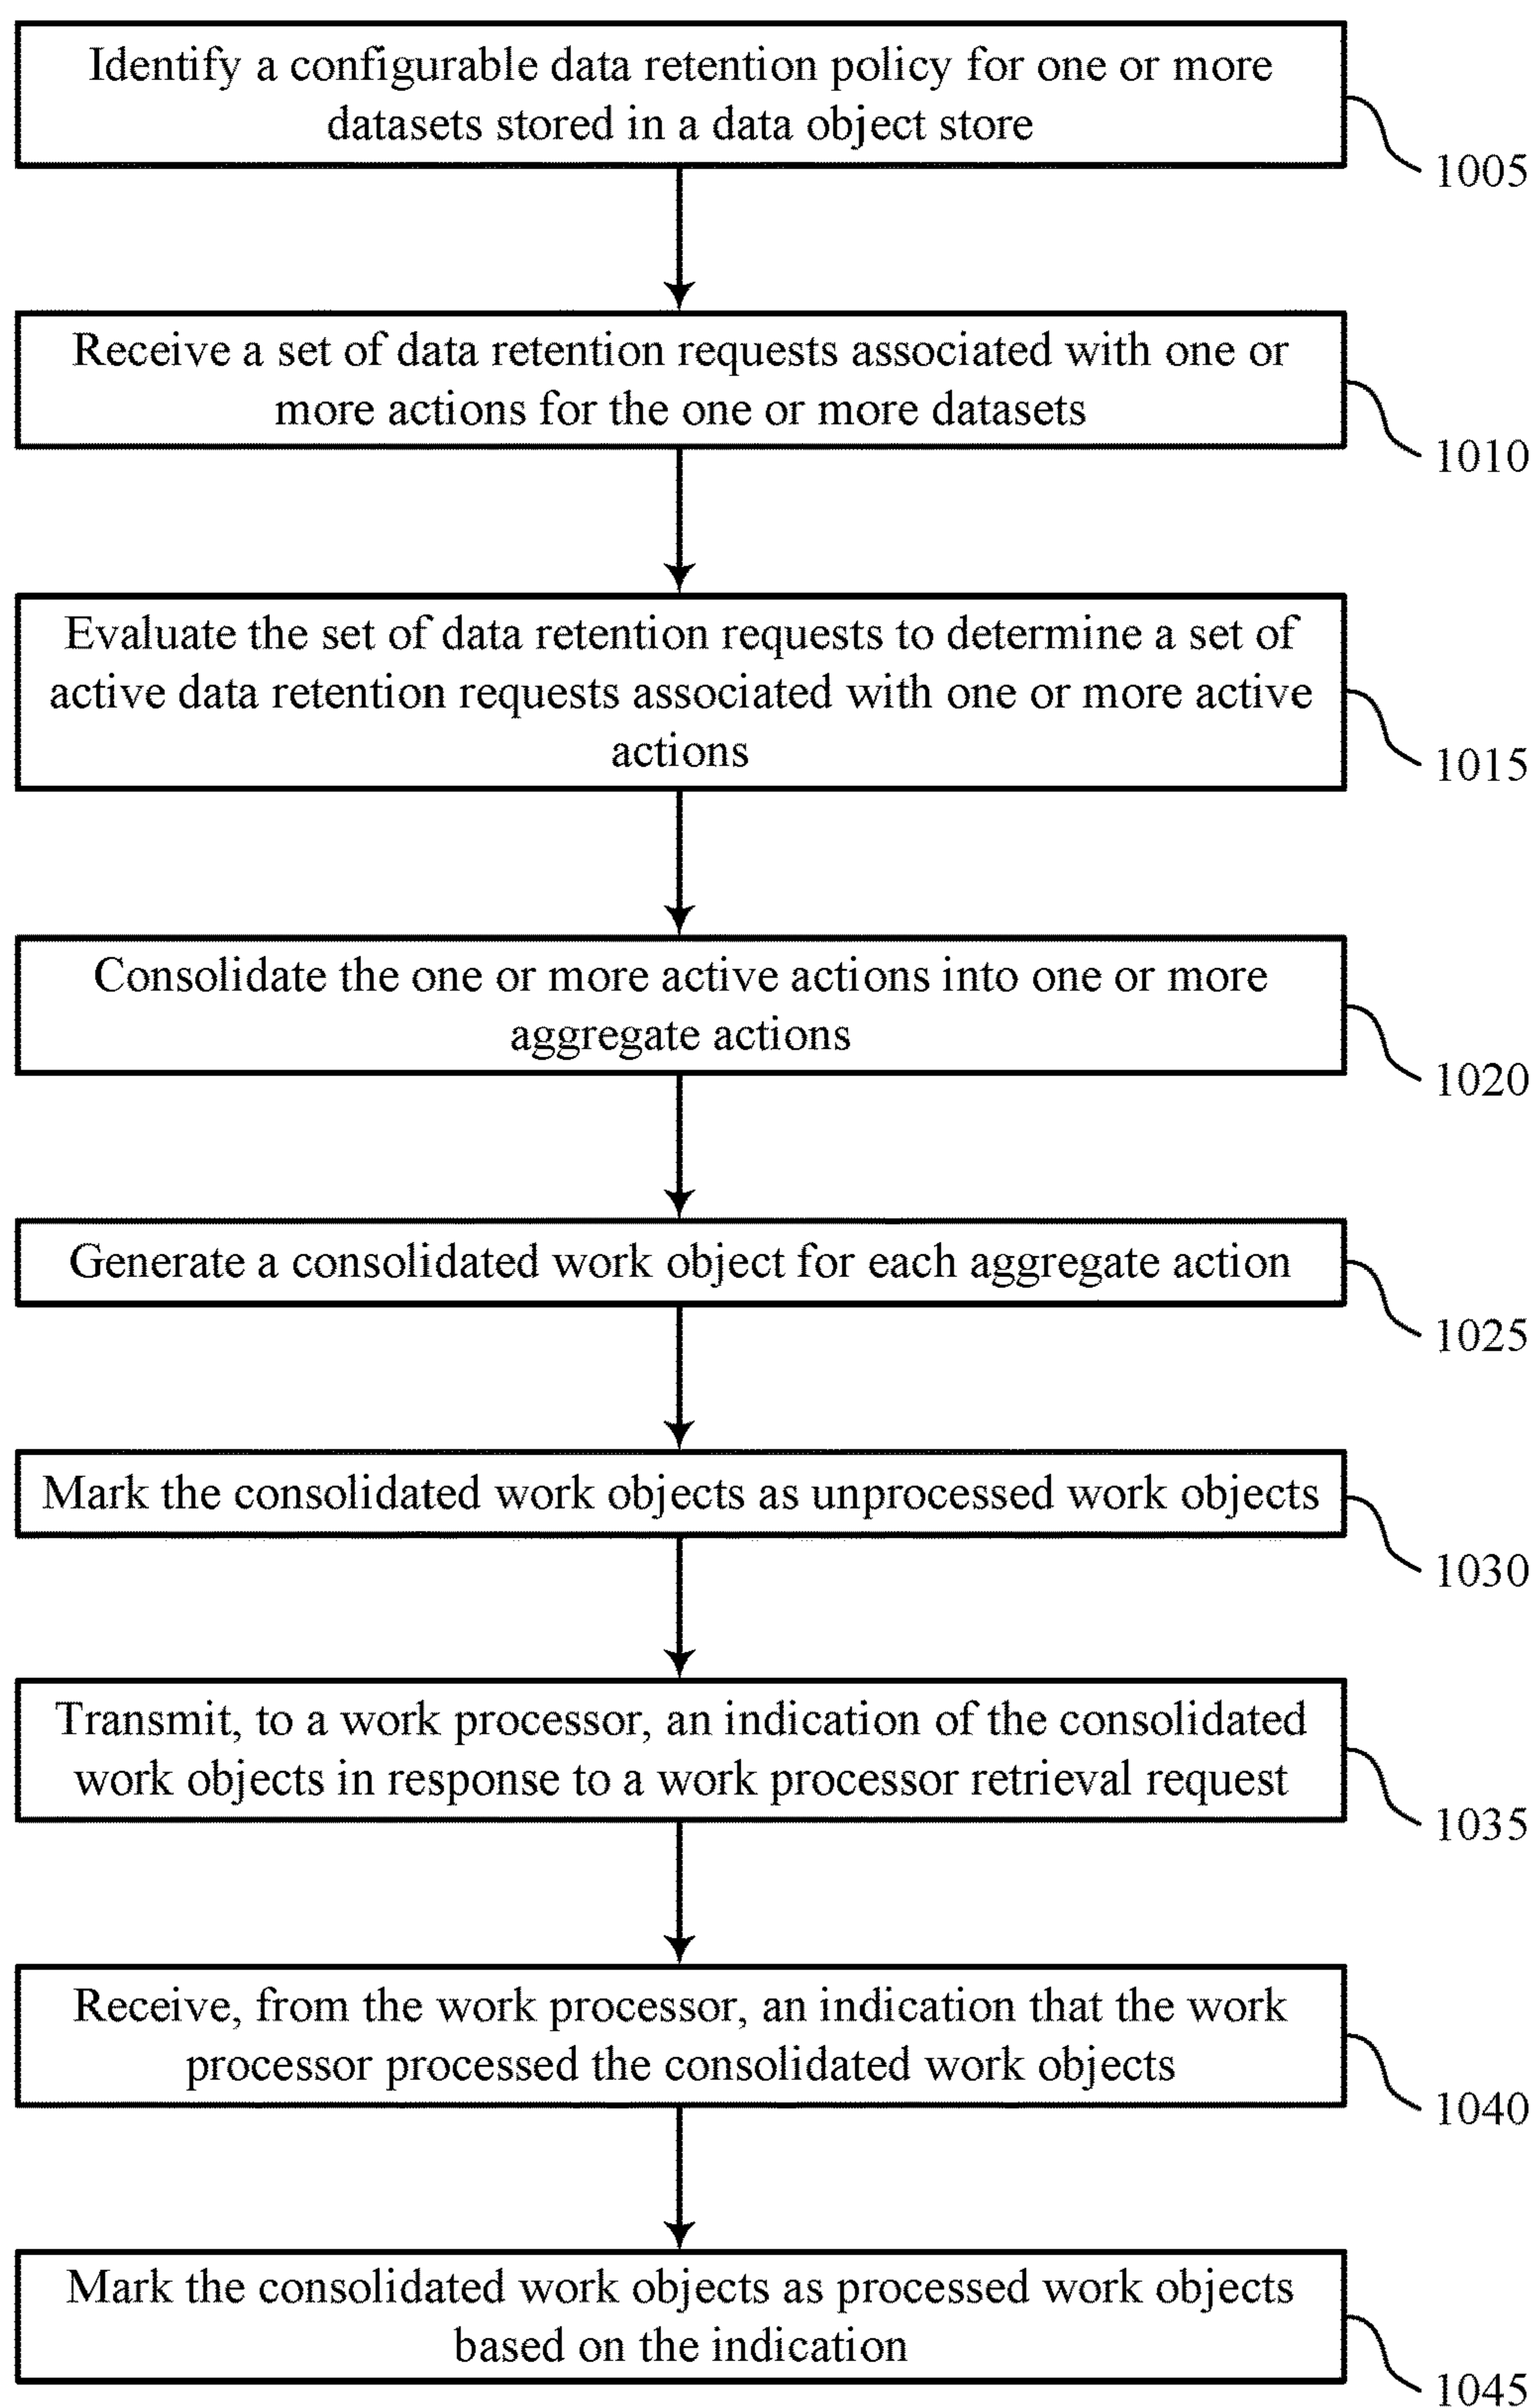 Identify a configurable data retention policy for one or more
datasets stored in a data object store
1005
Receive a set of data retention requests associated with one or
more actions for the one or more datasets
1010
Evaluate the set of data retention requests to determine a set of
active data retention requests associated with one or more active
actions
1015
Consolidate the one or more active actions into one or more
aggregate actions
1020
Generate a consolidated work object for each aggregate action
1025
Mark the consolidated work objects as unprocessed work objects
1030
Transmit, to a work processor, an indication of the consolidated
work objects in response to a work processor retrieval request
1035
Receive, from the work processor, an indication that the work
processor processed the consolidated work objects
1040
Mark the consolidated work objects as processed work objects
based on the indication
1045